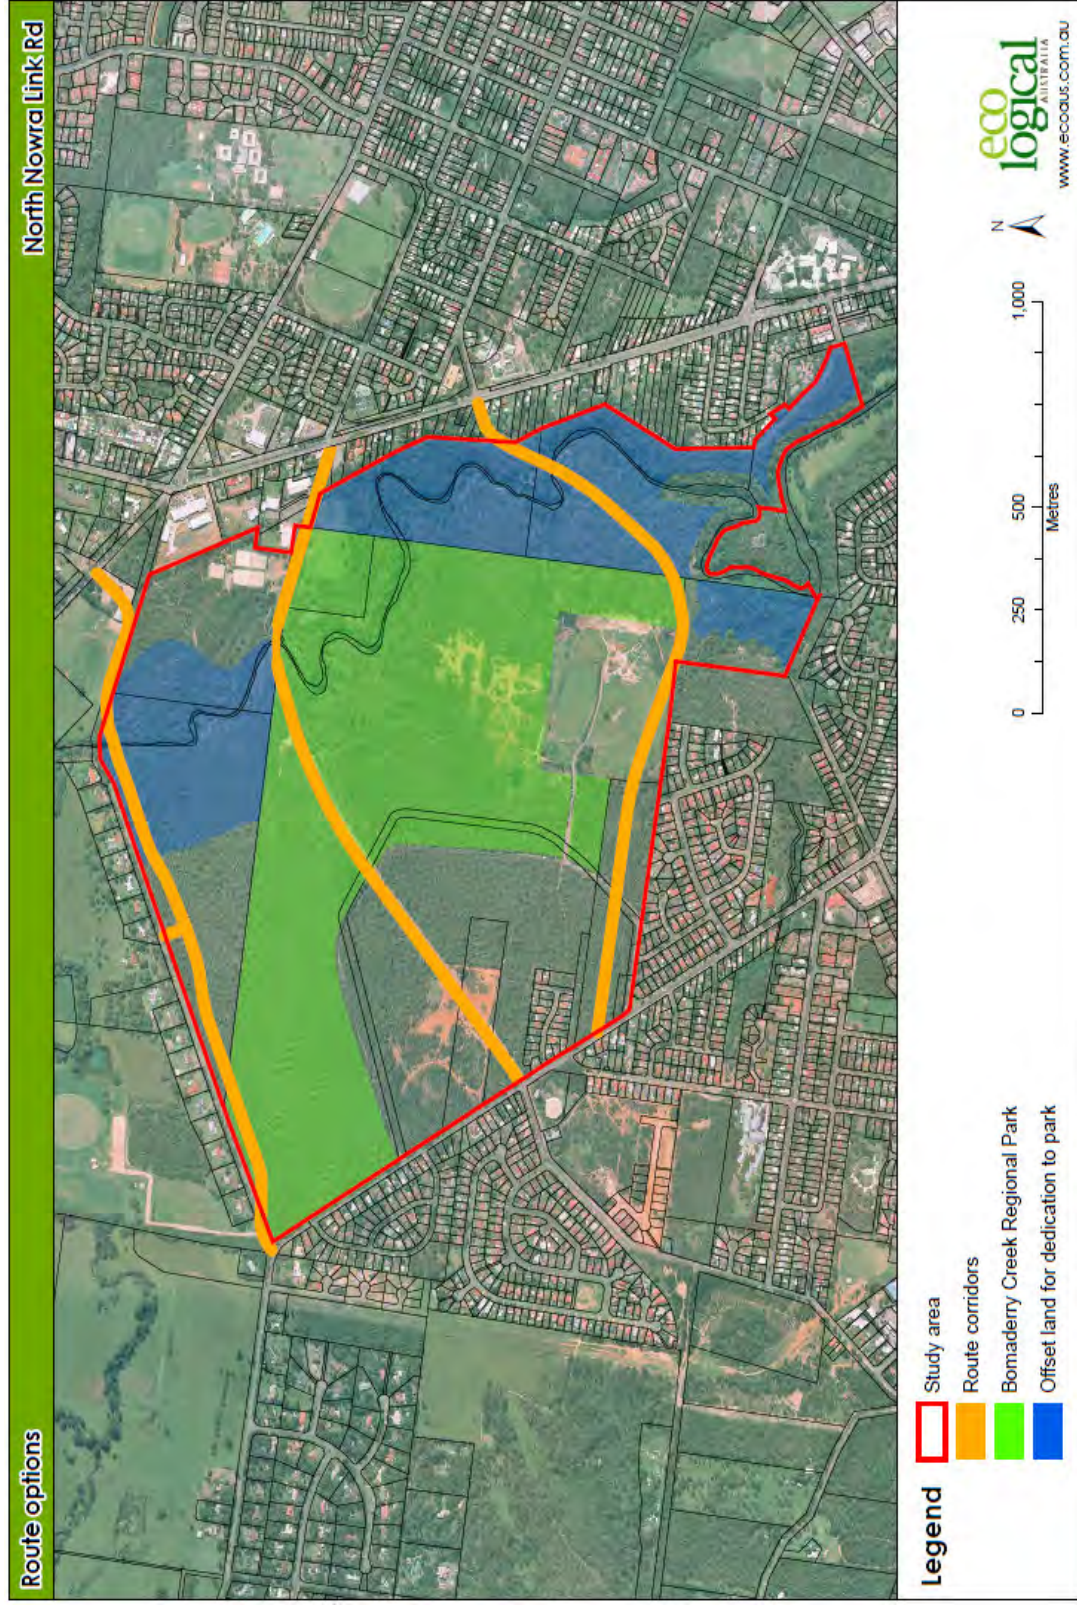 Route options
North Nowra Link Rd
Legend
Study area
Route corridors
Bomaderry Creek Regional Park
Offset land for dedication to park
0 250 500 1,000
Metres
N
eco
logical
AUSTRALIA
www.ecoaus.com.au